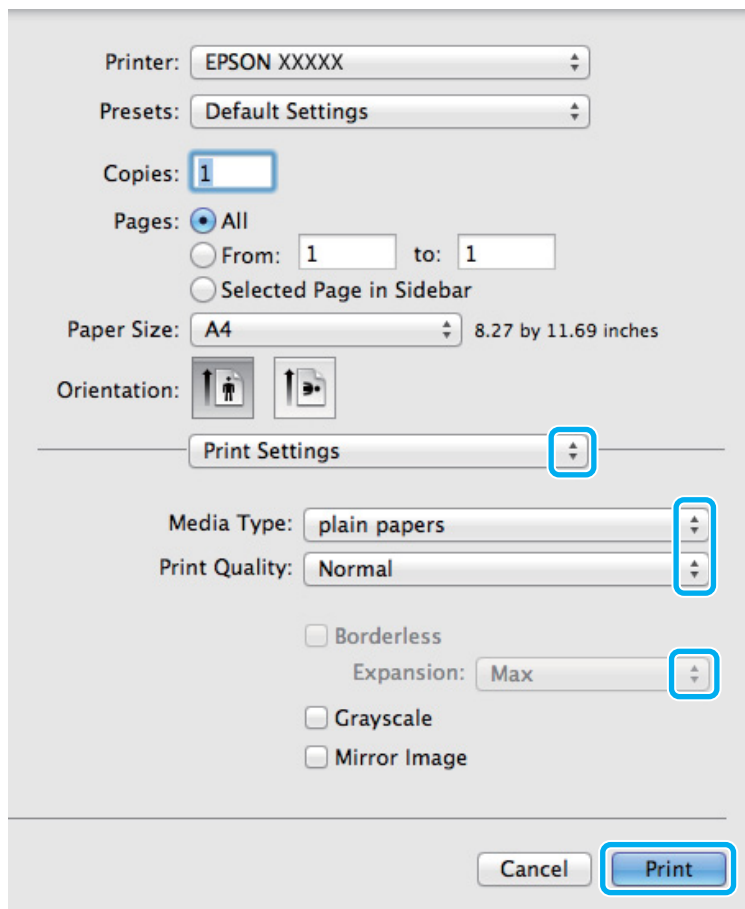 Printer: EPSON XXXXX
Presets: Default Settings
Copies: 1
Pages: All
From: 1 to: 1
Selected Page in Sidebar
Paper Size: A4 8.27 by 11.69 inches
Orientation:
Print Settings
Media Type: plain papers
Print Quality: Normal
Borderless
Expansion: Max
Grayscale
Mirror Image
Cancel Print